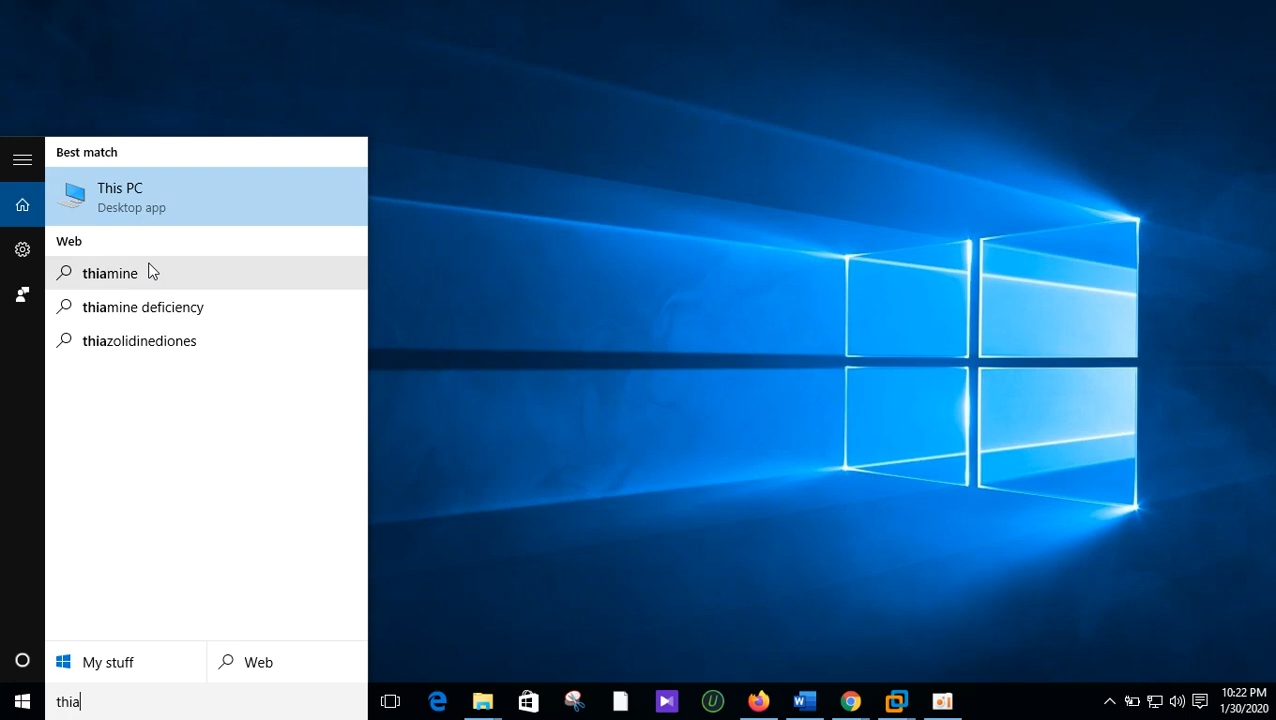 Best match
This PC
Desktop app
Web
thiamine
thiamine deficiency
thiazolidinediones
My stuff
Web
thia
10:22 PM
1/30/2020